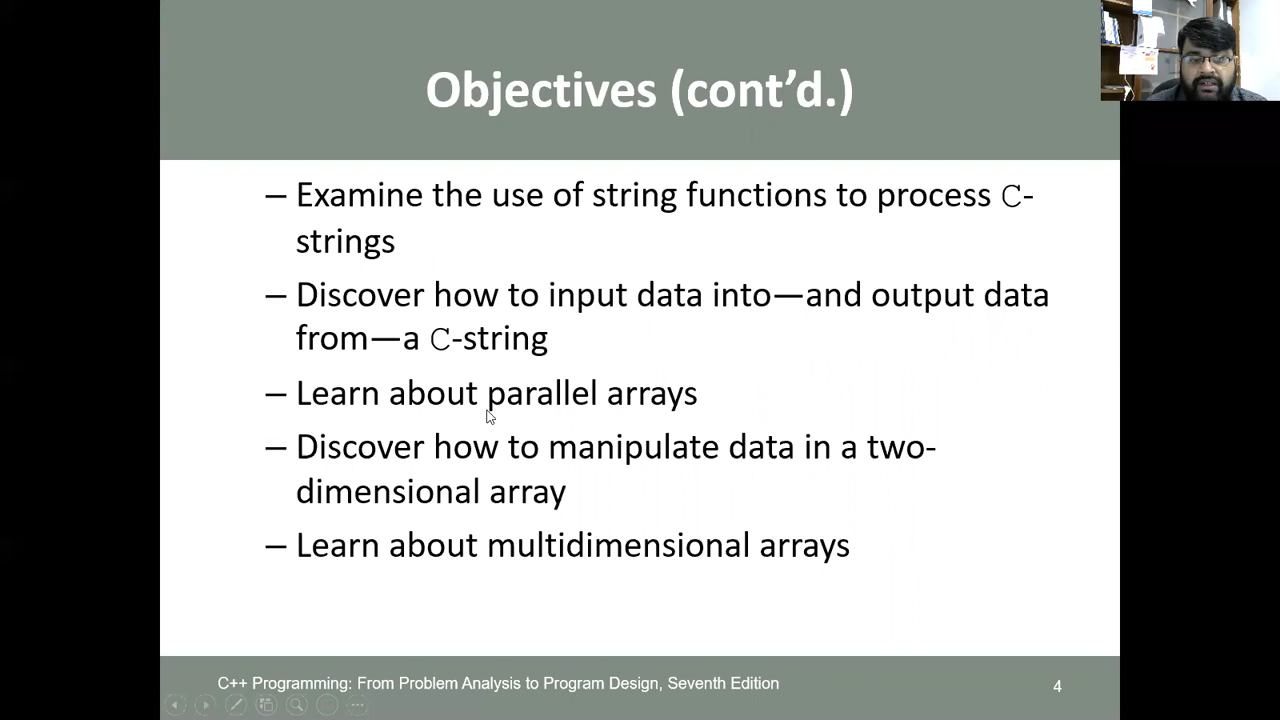 Objectives (cont’d.)
– Examine the use of string functions to process C-
strings
– Discover how to input data into—and output data
from—a C-string
– Learn about parallel arrays
– Discover how to manipulate data in a two-
dimensional array
– Learn about multidimensional arrays
C++ Programming: From Problem Analysis to Program Design, Seventh Edition
4